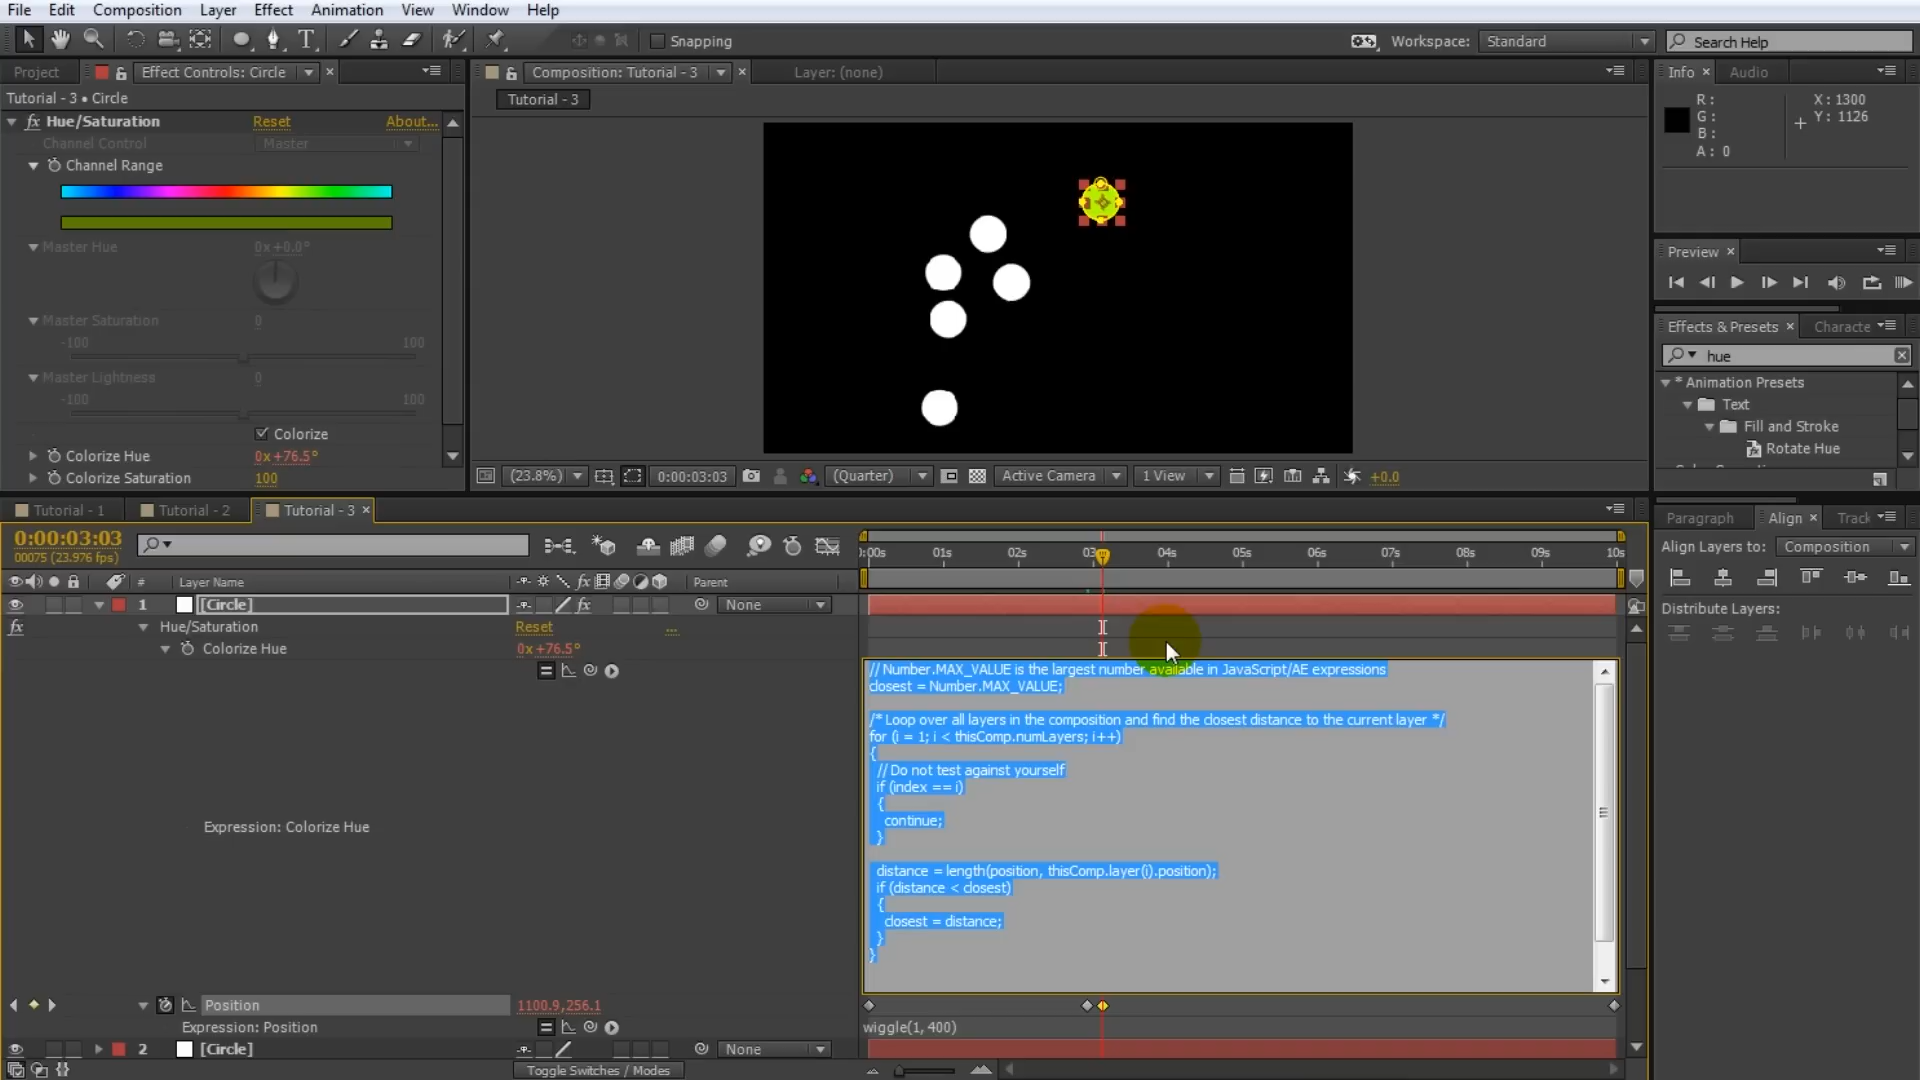 File Edit Composition Layer Effect Animation View Window Help
Snapping
Workspace: Standard
Search Help
Project
Effect Controls: Circle
Composition: Tutorial - 3
Layer: (none)
Info
Audio
Tutorial - 3 • Circle
Tutorial - 3
R:
G:
B:
A: 0
X: 1300
Y: 1126
fx Hue/Saturation Reset About...
Channel Control Master
Channel Range
Master Hue 0x+0.0°
Master Saturation 0
-100 100
Master Lightness 0
-100 100
Colorize
Colorize Hue 0x+76.5°
Colorize Saturation 100
Preview
Effects & Presets
Characte
hue
* Animation Presets
Text
Fill and Stroke
Rotate Hue
(23.8%) 0:00:03:03 (Quarter) Active Camera 1 View +0.0
Tutorial - 1
Tutorial - 2
Tutorial - 3
Paragraph
Align
Track
Align Layers to: Composition
Distribute Layers:
0:00:03:03
00075 (23.976 fps)
):00s 01s 02s 03 04s 05s 06s 07s 08s 09s 10s
# Layer Name fx Parent
1 [Circle] fx None
fx Hue/Saturation Reset ...
Colorize Hue 0x+76.5°
Expression: Colorize Hue
// Number.MAX_VALUE is the largest number available in JavaScript/AE expressions
closest = Number.MAX_VALUE;
/* Loop over all layers in the composition and find the closest distance to the current layer */
for (i = 1; i < thisComp.numLayers; i++)
{
// Do not test against yourself
if (index == i)
{
continue;
}
distance = length(position, thisComp.layer(i).position);
if (distance < closest)
{
closest = distance;
}
}
Position 1100.9,256.1
Expression: Position
wiggle(1, 400)
2 [Circle] None
Toggle Switches / Modes